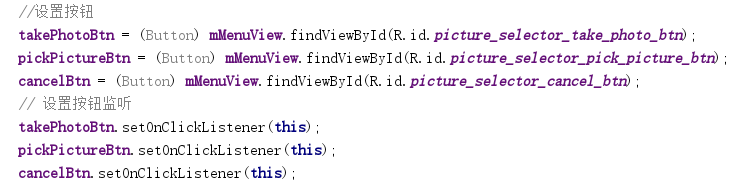 //设置按钮
takePhotoBtn = (Button) mMenuView.findViewById(R.id.picture_selector_take_photo_btn);
pickPictureBtn = (Button) mMenuView.findViewById(R.id.picture_selector_pick_picture_btn);
cancelBtn = (Button) mMenuView.findViewById(R.id.picture_selector_cancel_btn);
// 设置按钮监听
takePhotoBtn.setOnClickListener(this);
pickPictureBtn.setOnClickListener(this);
cancelBtn.setOnClickListener(this);